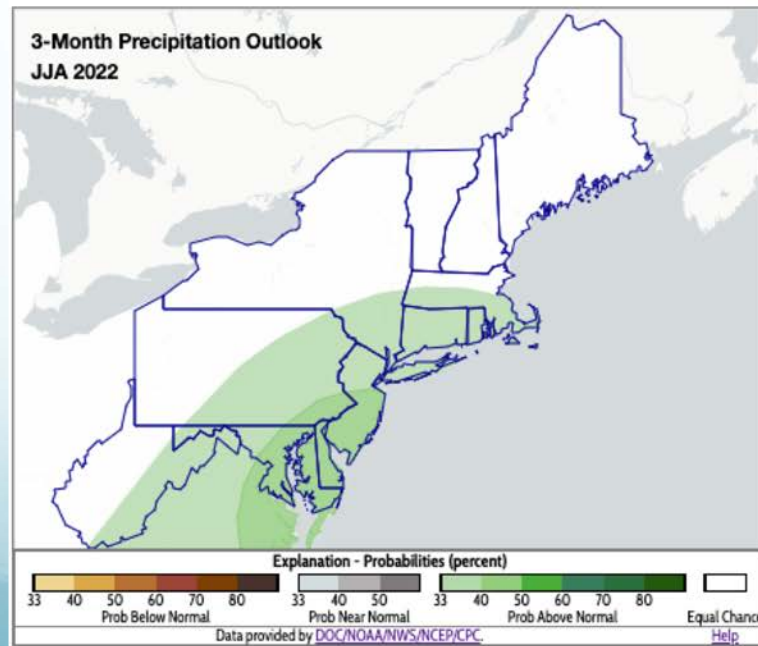 3-Month Precipitation Outlook
JJA 2022
Explanation - Probabilities (percent)
33 40 50 60 70 80 33 40 50 33 40 50 60 70 80
Prob Below Normal Prob Near Normal Prob Above Normal Equal Chance
Data provided by DOC/NOAA/NWS/NCEP/CPC. Help